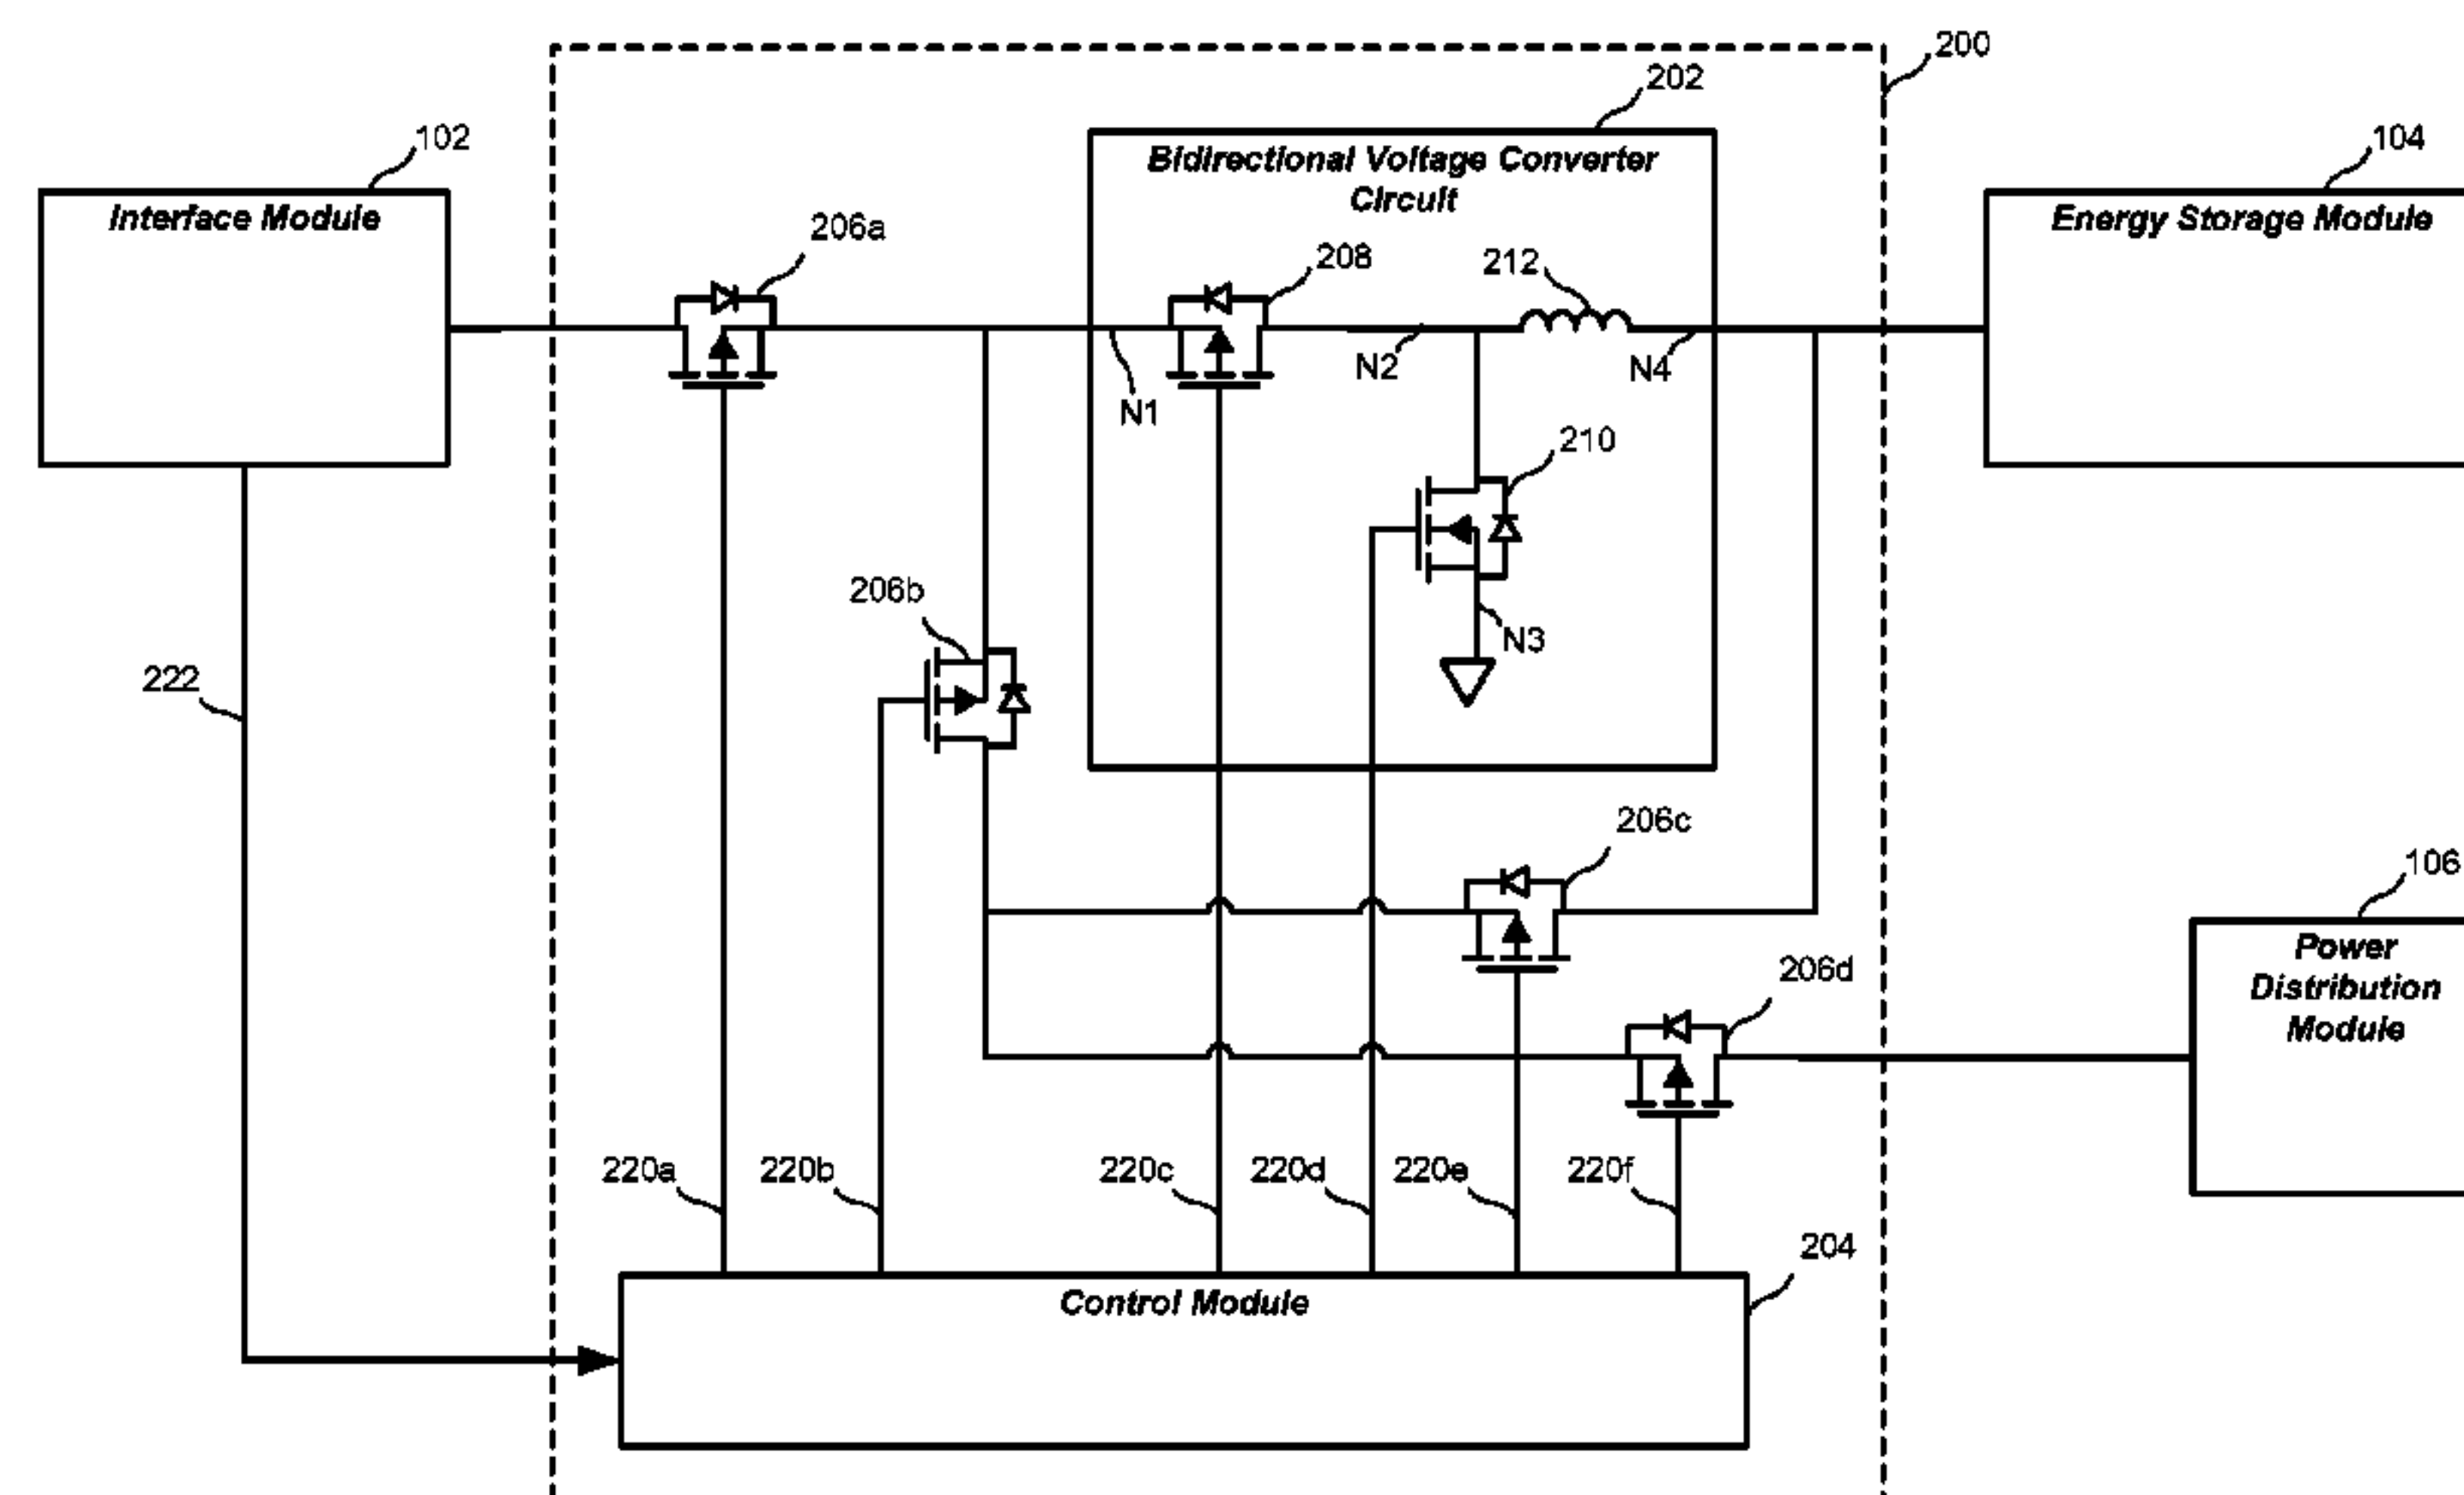 200
202
102
104
Bidirectional Voltage Converter
Circuit
Interface Module
206a
Energy Storage Module
208
212
N2
N4
N1
210
206b
N3
222
206c
106
Power
Distribution
Module
206d
220a
220b
220c
220d
220e
220f
204
Control Module